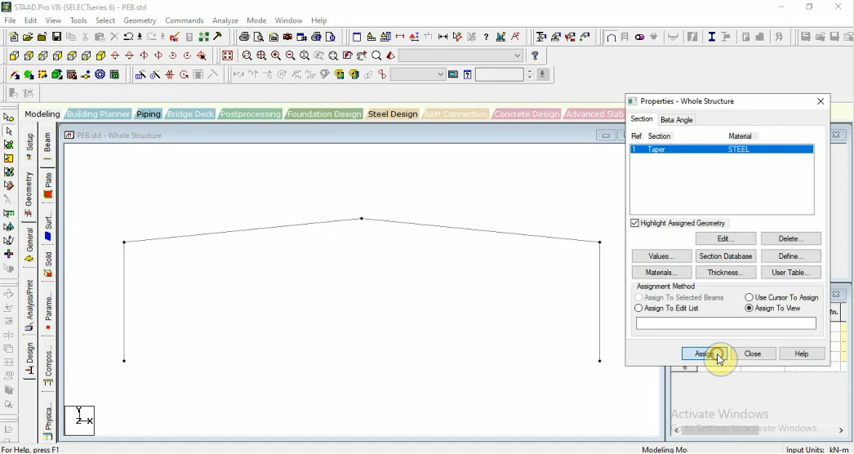 STAAD.Pro V8i (SELECTseries 6) - PEB.std
File Edit View Tools Select Geometry Commands Analyze Mode Window Help
Modeling Building Planner Piping Bridge Deck Postprocessing Foundation Design Steel Design RAM Connection Concrete Design Advanced Slab
PEB.std - Whole Structure
Setup
Geometry
General
Analysis/Print
Design
Beam
Plate
Surf...
Solid
Parame...
Compos...
Physica...
Properties - Whole Structure
Section Beta Angle
Ref Section Material
1 Taper STEEL
Highlight Assigned Geometry
Edit... Delete...
Values... Section Database Define...
Materials... Thickness... User Table...
Assignment Method
Assign To Selected Beams Use Cursor To Assign
Assign To Edit List Assign To View
Assign Close Help
Y
Z X
6
Activate Windows
Go to Settings to activate Windows.
For Help, press F1 Modeling Mo Input Units: kN-m